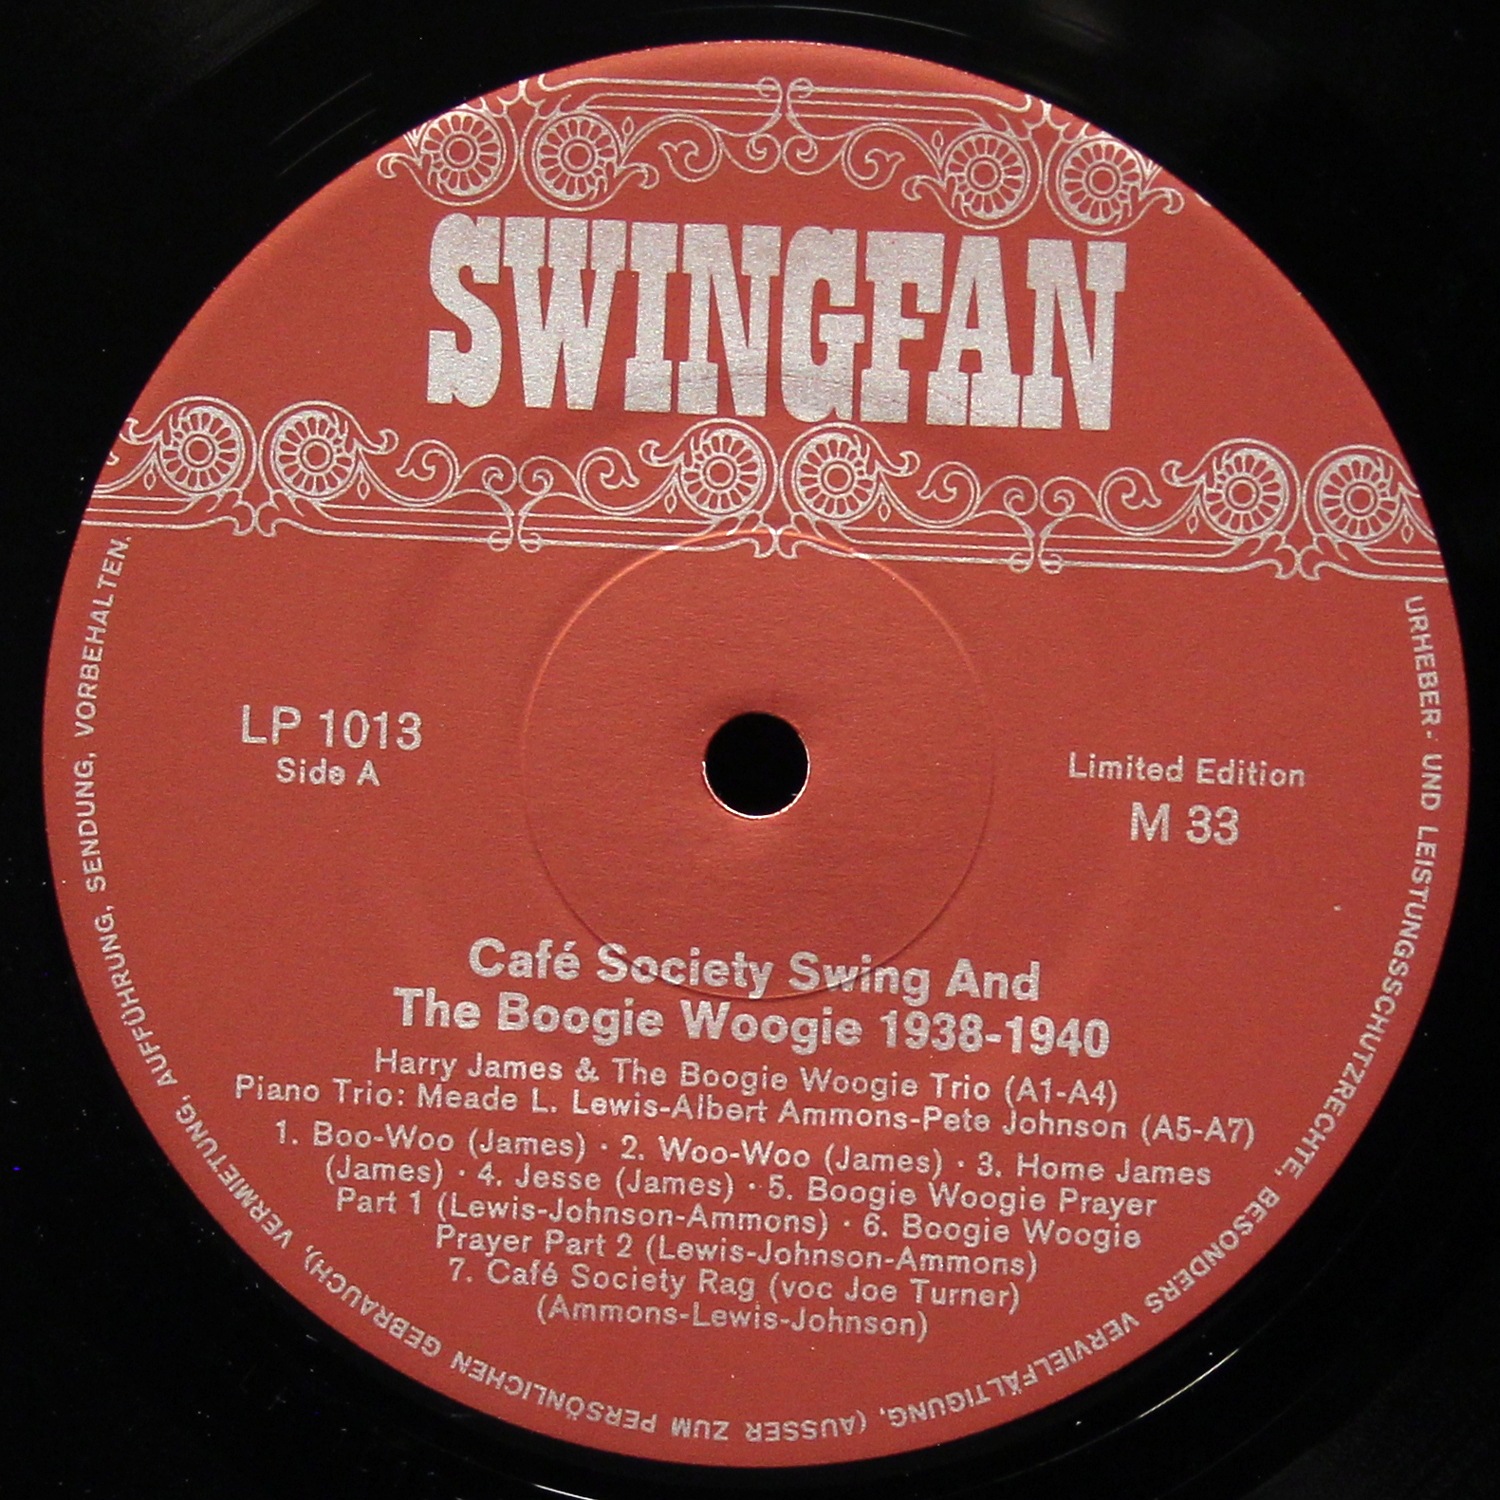 SWINGFAN
LP 1013
Side A
Limited Edition
M 33
Café Society Swing And
The Boogie Woogie 1938-1940
Harry James & The Boogie Woogie Trio (A1-A4)
Piano Trio: Meade L. Lewis-Albert Ammons-Pete Johnson (A5-A7)
1. Boo-Woo (James) · 2. Woo-Woo (James) · 3. Home James
(James) · 4. Jesse (James) · 5. Boogie Woogie Prayer
Part 1 (Lewis-Johnson-Ammons) · 6. Boogie Woogie
Prayer Part 2 (Lewis-Johnson-Ammons)
7. Café Society Rag (voc Joe Turner)
(Ammons-Lewis-Johnson)
URHEBER- UND LEISTUNGSSCHUTZRECHTE, BESONDERS VERVIELFÄLTIGUNG, (AUSSER ZUM PERSÖNLICHEN GEBRAUCH), VERMIETUNG, AUFFÜHRUNG, SENDUNG, VORBEHALTEN.